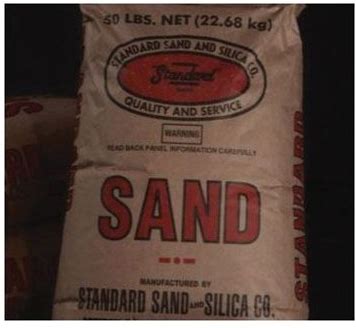 50 LBS. NET (22.68 kg)
STANDARD SAND AND SILICA CO.
Standard
QUALITY AND SERVICE
WARNING
READ BACK PANEL INFORMATION CAREFULLY
SAND
MANUFACTURED BY
STANDARD SAND AND SILICA CO.
STANDARD